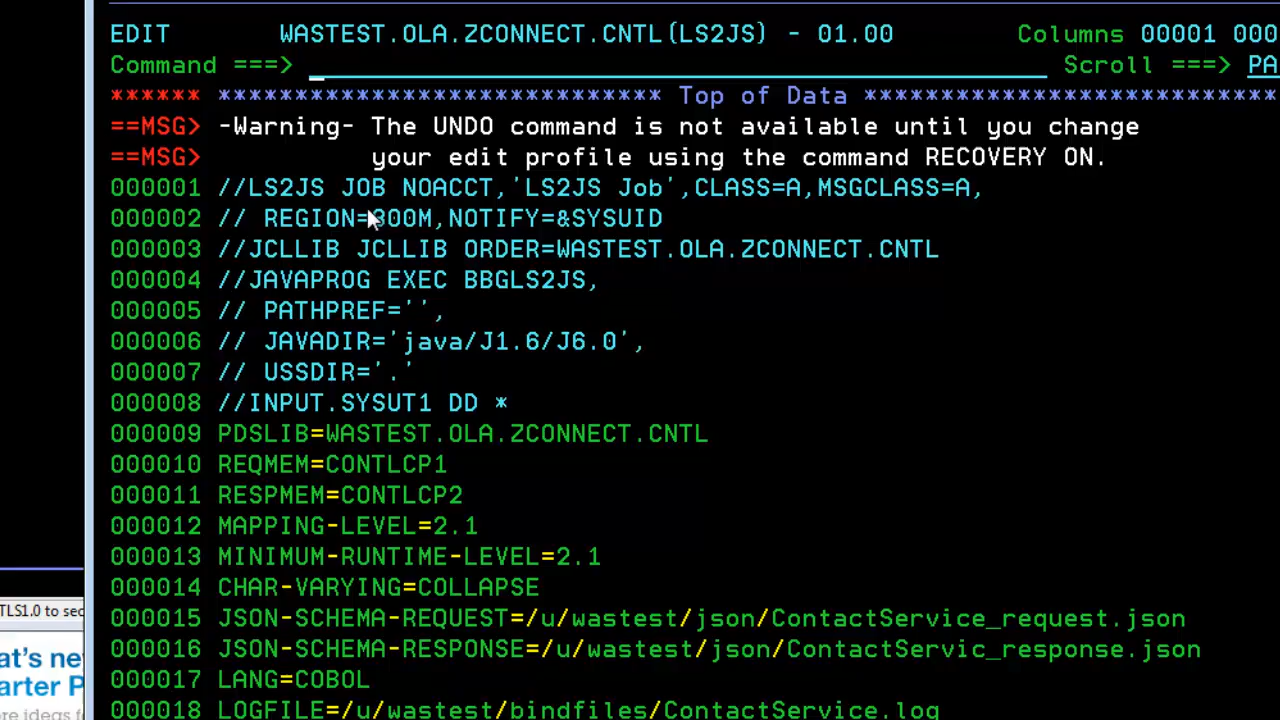 EDIT WASTEST.OLA.ZCONNECT.CNTL(LS2JS) - 01.00 Columns 00001 000
Command ===> Scroll ===> PA
****** ***************************** Top of Data ***************************
==MSG> -Warning- The UNDO command is not available until you change
==MSG> your edit profile using the command RECOVERY ON.
000001 //LS2JS JOB NOACCT,'LS2JS Job',CLASS=A,MSGCLASS=A,
000002 // REGION=300M,NOTIFY=&SYSUID
000003 //JCLLIB JCLLIB ORDER=WASTEST.OLA.ZCONNECT.CNTL
000004 //JAVAPROG EXEC BBGLS2JS,
000005 // PATHPREF='',
000006 // JAVADIR='java/J1.6/J6.0',
000007 // USSDIR='.'
000008 //INPUT.SYSUT1 DD *
000009 PDSLIB=WASTEST.OLA.ZCONNECT.CNTL
000010 REQMEM=CONTLCP1
000011 RESPMEM=CONTLCP2
000012 MAPPING-LEVEL=2.1
000013 MINIMUM-RUNTIME-LEVEL=2.1
000014 CHAR-VARYING=COLLAPSE
000015 JSON-SCHEMA-REQUEST=/u/wastest/json/ContactService_request.json
000016 JSON-SCHEMA-RESPONSE=/u/wastest/json/ContactServic_response.json
000017 LANG=COBOL
000018 LOGFILE=/u/wastest/bindfiles/ContactService.log
TLS1.0 to sec
at's ne
arter P
ore ideas f